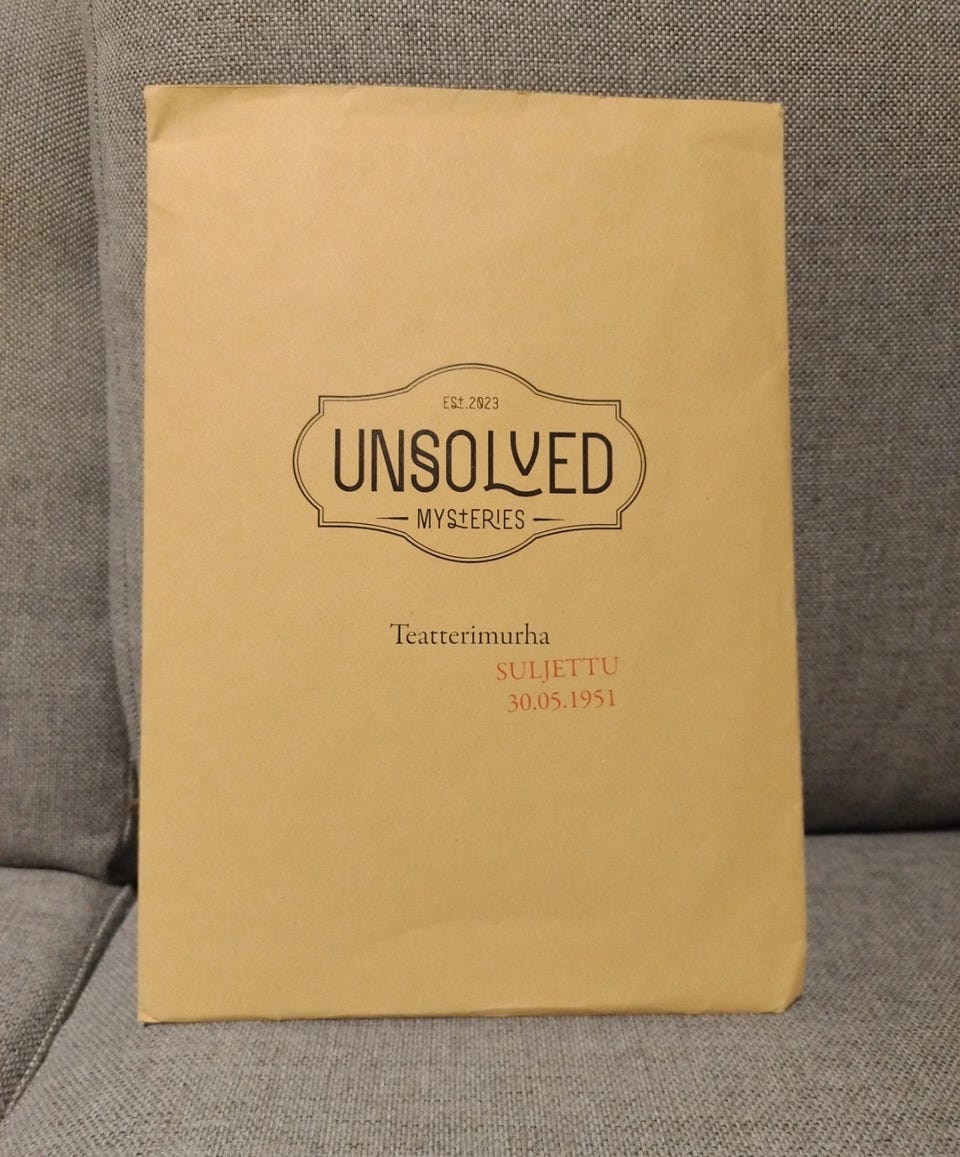 Est.2023
UNSOLVED
MYSTERIES
Teatterimurha
SULJETTU
30.05.1951